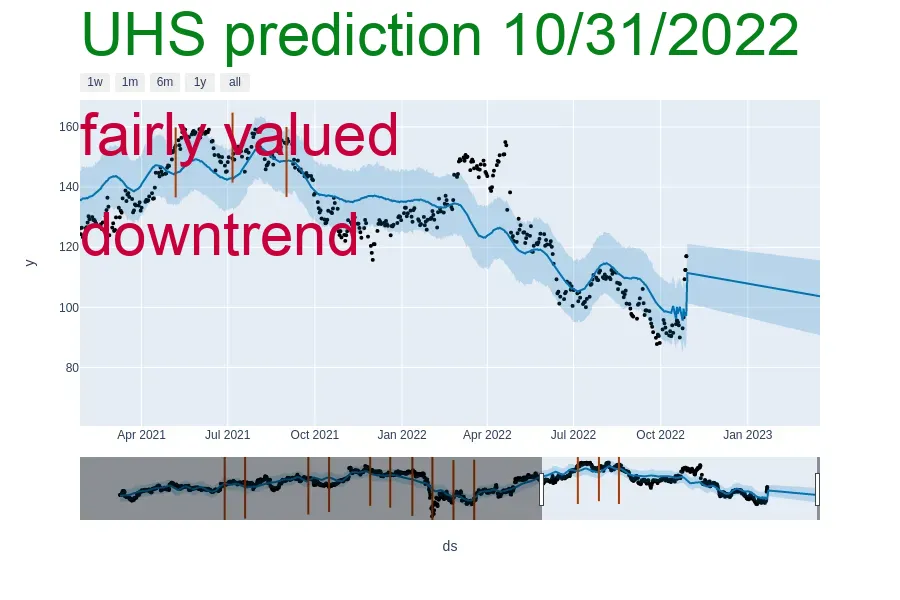 UHS prediction 10/31/2022
1w 1m 6m 1y all
fairly valued
downtrend
160
140
120
100
80
y
Apr 2021 Jul 2021 Oct 2021 Jan 2022 Apr 2022 Jul 2022 Oct 2022 Jan 2023
ds